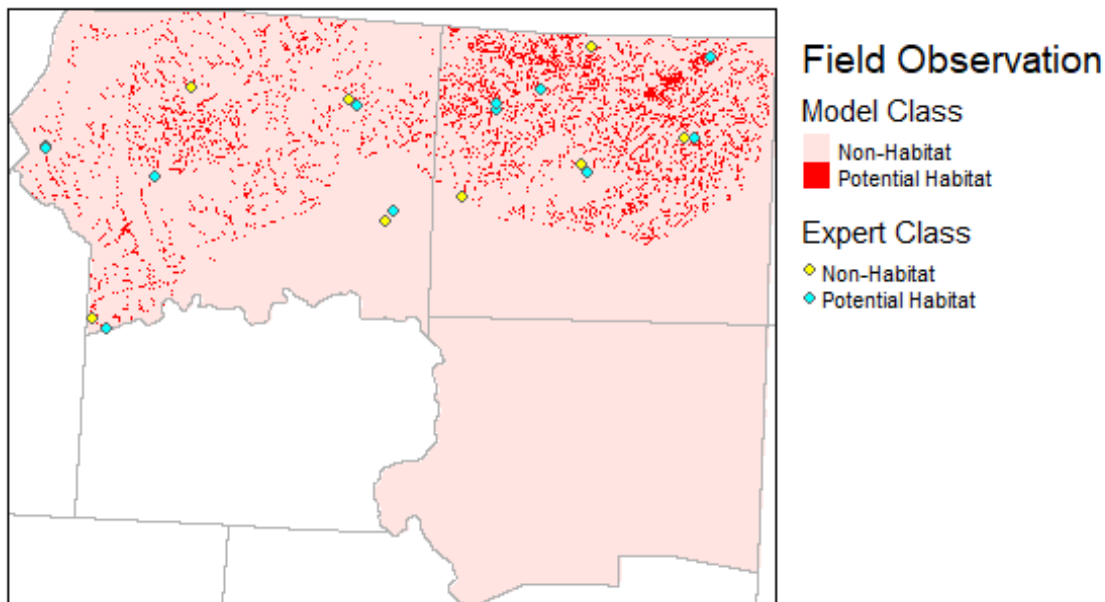 Field Observation
Model Class
Non-Habitat
Potential Habitat
Expert Class
Non-Habitat
Potential Habitat